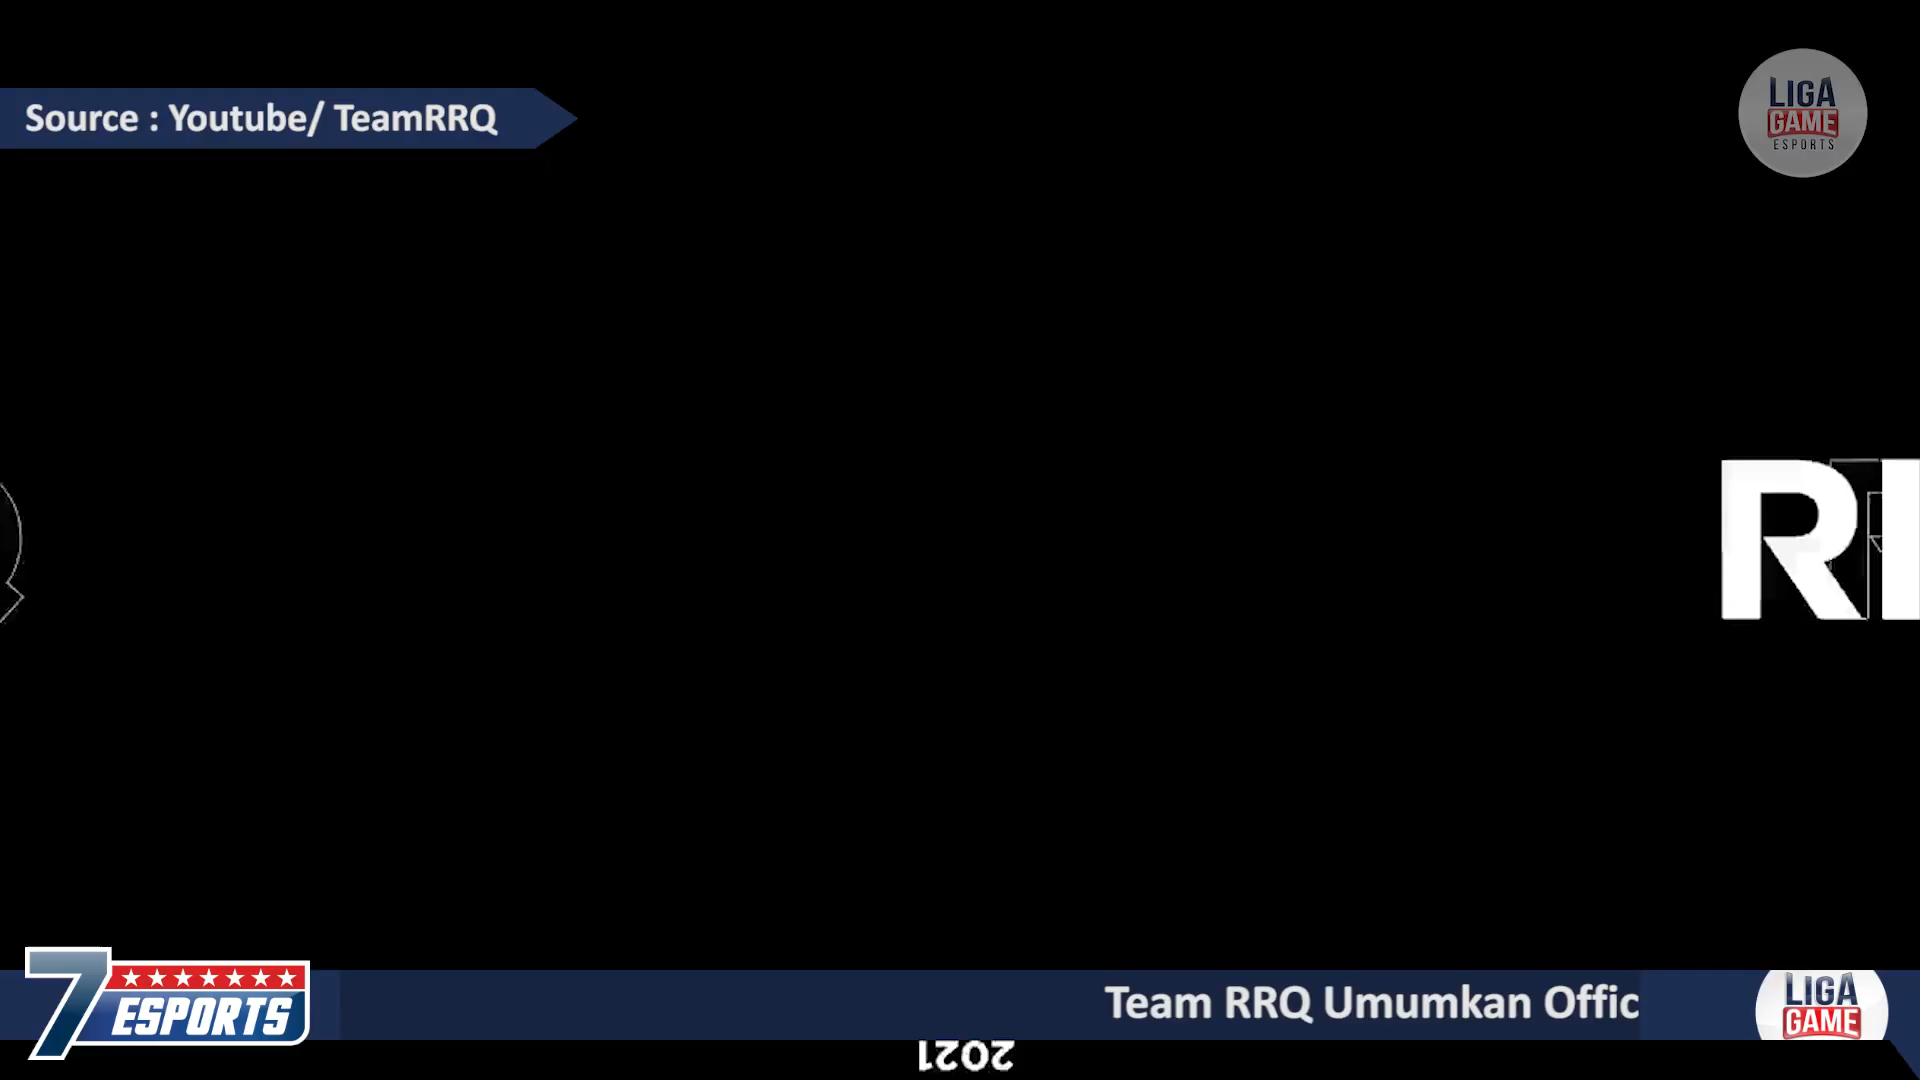 Source : Youtube/ TeamRRQ
LIGA
GAME
ESPORTS
R
7
ESPORTS
Team RRQ Umumkan Offic
LIGA
GAME
2021